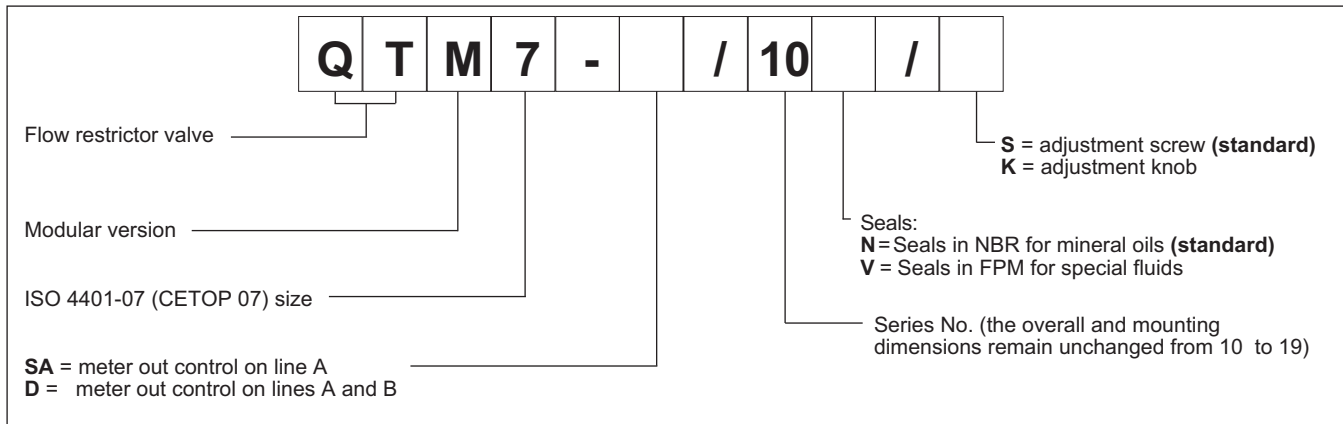 Q T M 7 - / 10 /
Flow restrictor valve
S = adjustment screw (standard)
K = adjustment knob
Modular version
Seals:
N = Seals in NBR for mineral oils (standard)
V = Seals in FPM for special fluids
ISO 4401-07 (CETOP 07) size
Series No. (the overall and mounting
dimensions remain unchanged from 10 to 19)
SA = meter out control on line A
D = meter out control on lines A and B